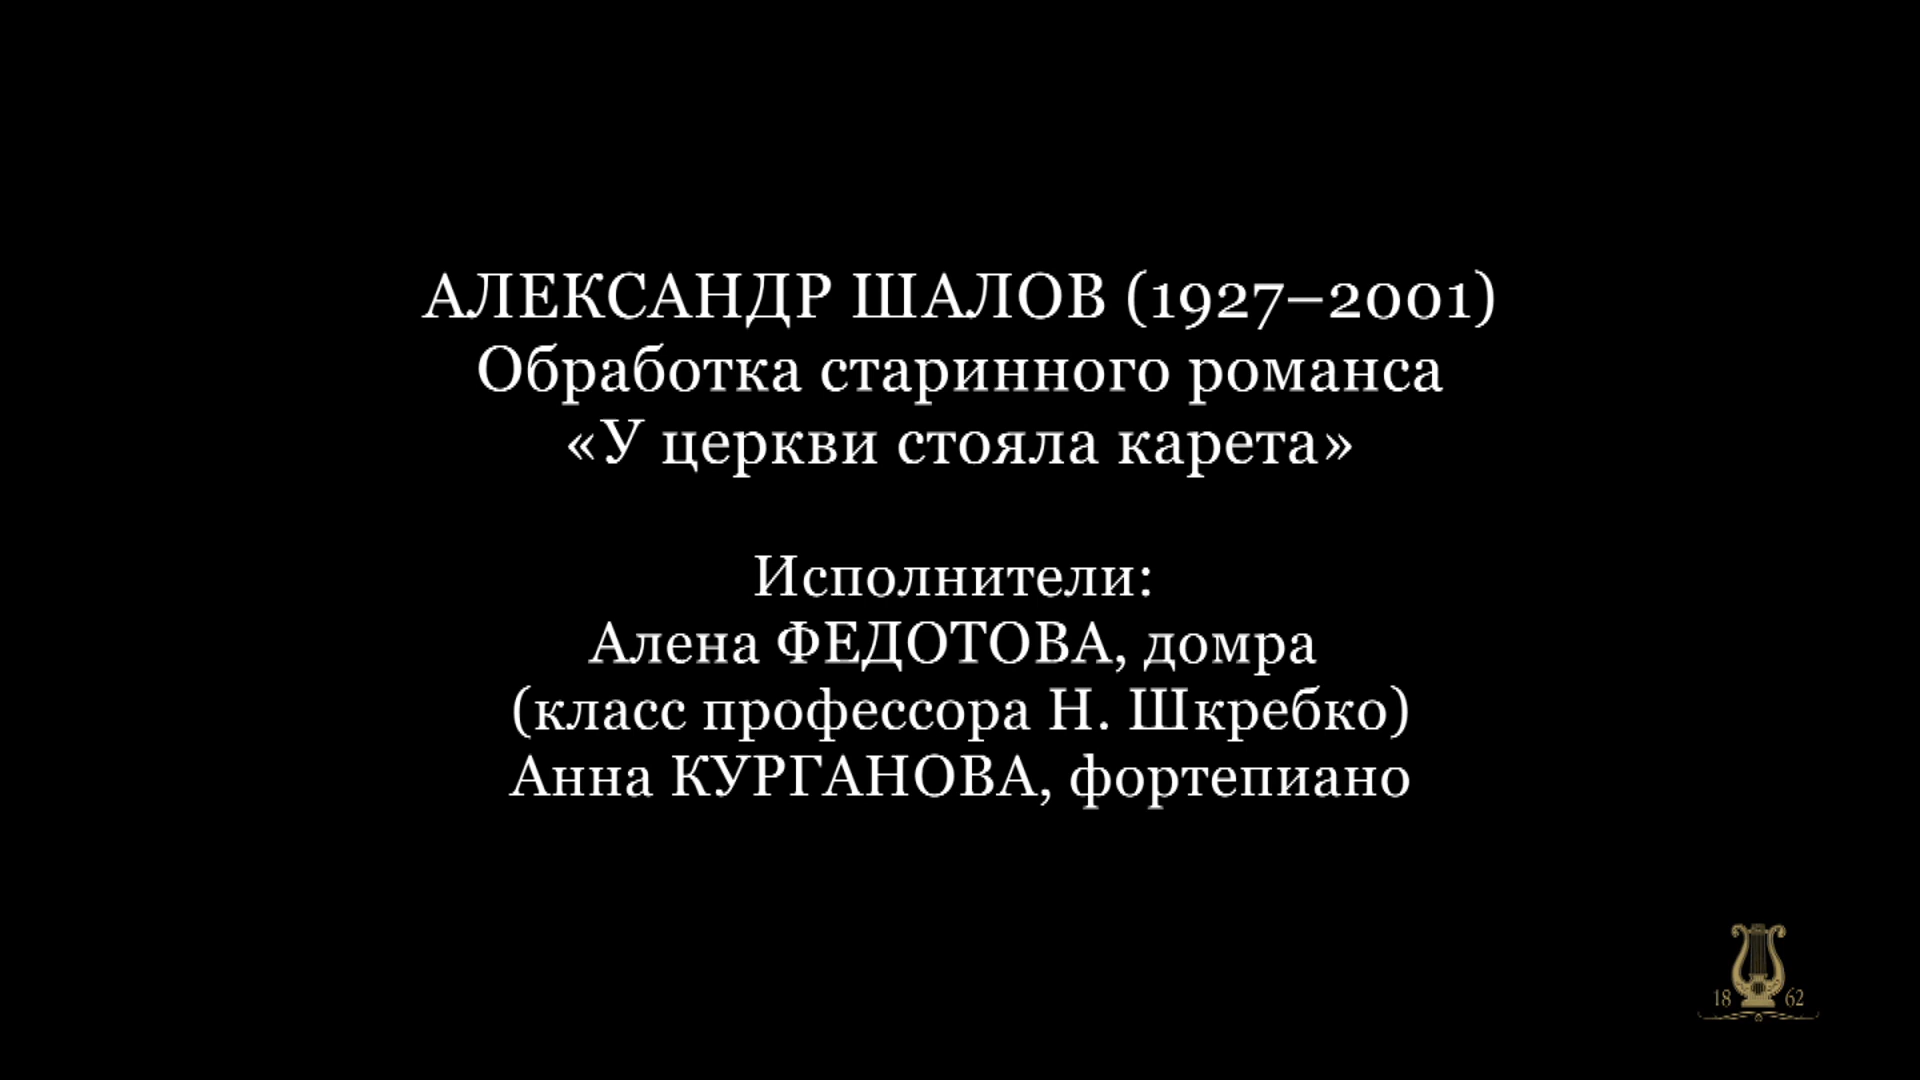 АЛЕКСАНДР ШАЛОВ (1927–2001)
Обработка старинного романса
«У церкви стояла карета»
Исполнители:
Алена ФЕДОТОВА, домра
(класс профессора Н. Шкребко)
Анна КУРГАНОВА, фортепиано
18 62